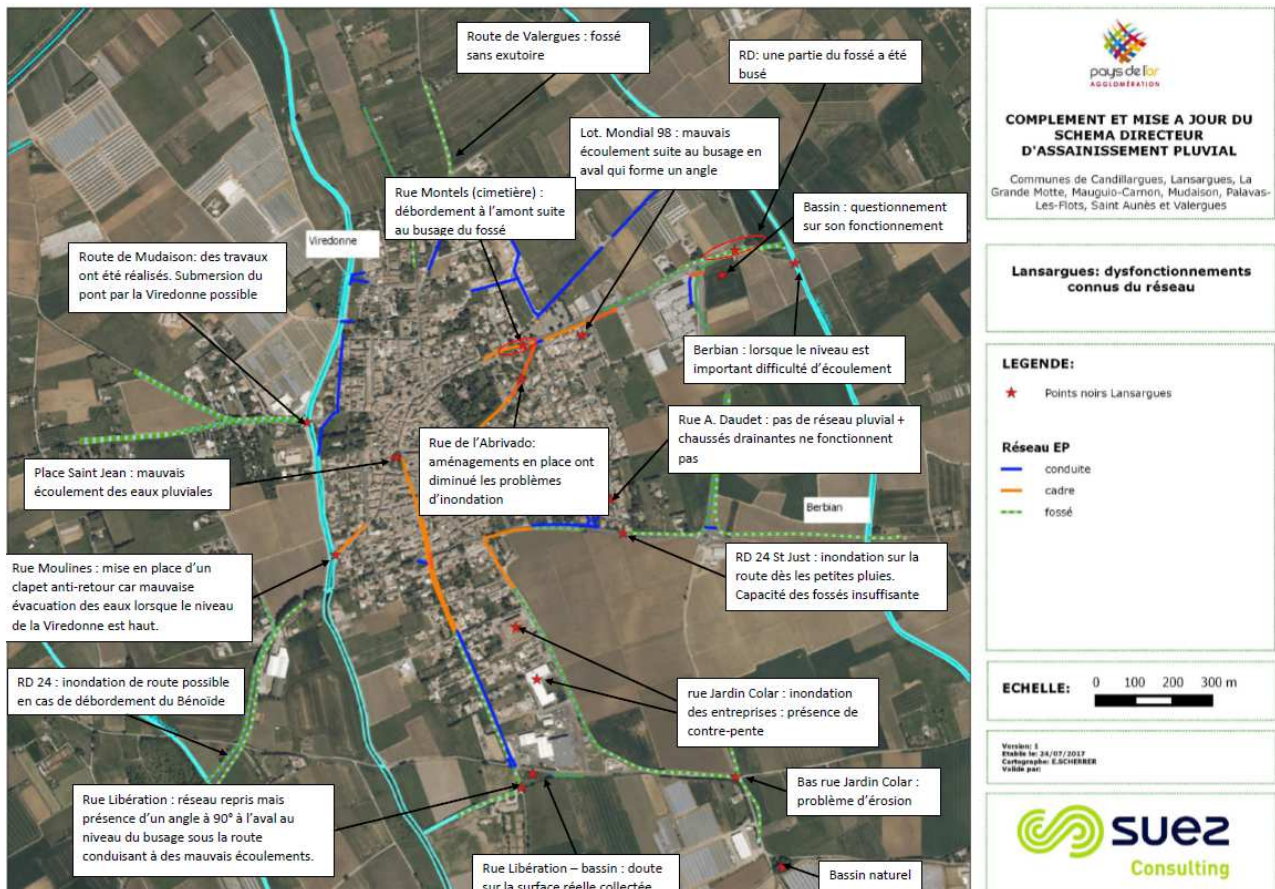 Route de Valergues : fossé
sans exutoire
RD: une partie du fossé a été
busé
Lot. Mondial 98 : mauvais
écoulement suite au busage en
aval qui forme un angle
Rue Montels (cimetière) :
débordement à l'amont suite
au busage du fossé
Bassin : questionnement
sur son fonctionnement
Viredonne
Route de Mudaison: des travaux
ont été réalisés. Submersion du
pont par la Viredonne possible
Berbian : lorsque le niveau est
important difficulté d'écoulement
Rue A. Daudet : pas de réseau pluvial +
chaussés drainantes ne fonctionnent
pas
Rue de l'Abrivado:
aménagements en place ont
diminué les problèmes
d'inondation
Place Saint Jean : mauvais
écoulement des eaux pluviales
Berbian
Rue Moulines : mise en place d'un
clapet anti-retour car mauvaise
évacuation des eaux lorsque le niveau
de la Viredonne est haut.
RD 24 St Just : inondation sur la
route dès les petites pluies.
Capacité des fossés insuffisante
RD 24 : inondation de route possible
en cas de débordement du Bénoïde
rue Jardin Colar : inondation
des entreprises : présence de
contre-pente
Rue Libération : réseau repris mais
présence d'un angle à 90° à l'aval au
niveau du busage sous la route
conduisant à des mauvais écoulements.
Bas rue Jardin Colar :
problème d'érosion
Rue Libération – bassin : doute
sur la surface réelle collectée
Bassin naturel
pays de l'or
AGGLOMÉRATION
COMPLEMENT ET MISE A JOUR DU
SCHEMA DIRECTEUR
D'ASSAINISSEMENT PLUVIAL
Communes de Candillargues, Lansargues, La
Grande Motte, Mauguio-Carnon, Mudaison, Palavas-
Les-Flots, Saint Aunès et Valergues
Lansargues: dysfonctionnements
connus du réseau
LEGENDE:
Points noirs Lansargues
Réseau EP
conduite
cadre
fossé
ECHELLE:
0 100 200 300 m
Version: 1
Etablie le: 24/07/2017
Cartographe: E.SCHERRER
Validé par:
suez
Consulting